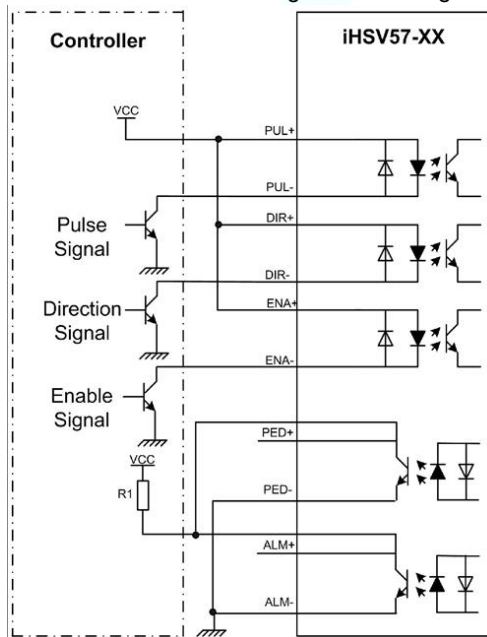 Controller
iHSV57-XX
VCC
PUL+
PUL-
Pulse
Signal
DIR+
DIR-
Direction
Signal
ENA+
ENA-
Enable
Signal
VCC
R1
PED+
PED-
ALM+
ALM-